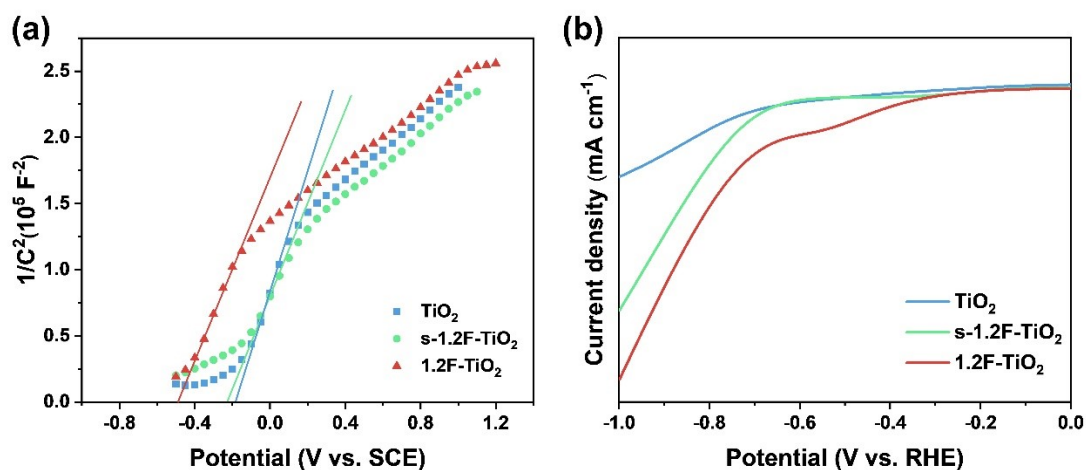 (a)
1/C²(10⁵ F⁻²)
2.5
2.0
1.5
1.0
0.5
0.0
TiO₂
s-1.2F-TiO₂
1.2F-TiO₂
-0.8 -0.4 0.0 0.4 0.8 1.2
Potential (V vs. SCE)
(b)
Current density (mA cm⁻¹)
TiO₂
s-1.2F-TiO₂
1.2F-TiO₂
-1.0 -0.8 -0.6 -0.4 -0.2 0.0
Potential (V vs. RHE)